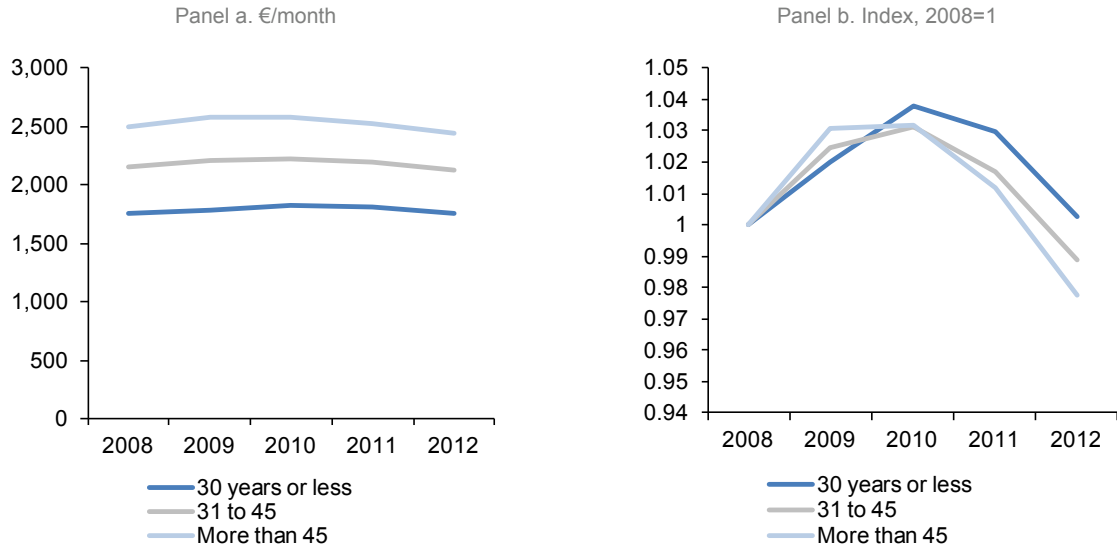 Panel a. €/month
3,000
2,500
2,000
1,500
1,000
500
0
2008 2009 2010 2011 2012
30 years or less
31 to 45
More than 45
Panel b. Index, 2008=1
1.05
1.04
1.03
1.02
1.01
1
0.99
0.98
0.97
0.96
0.95
0.94
2008 2009 2010 2011 2012
30 years or less
31 to 45
More than 45